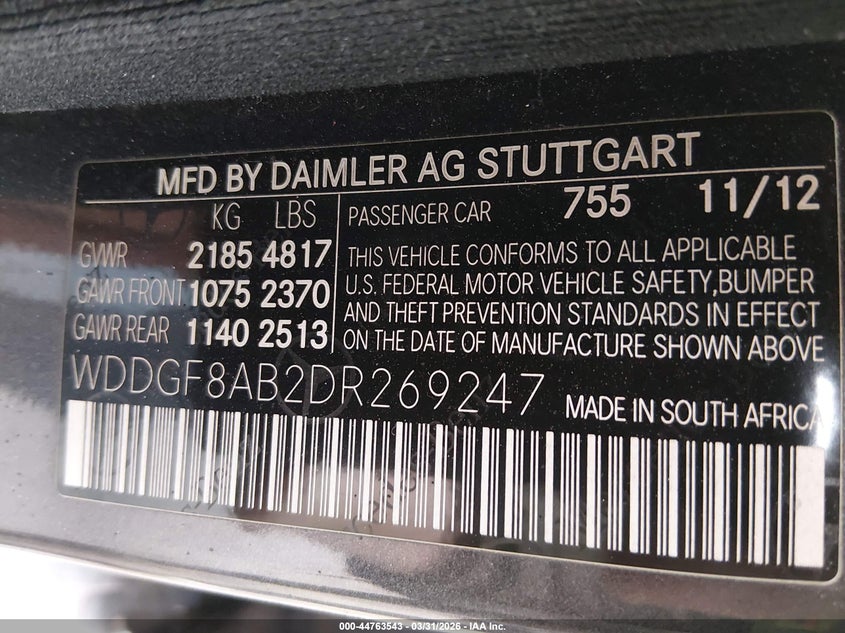 MFD BY DAIMLER AG STUTTGART
KG LBS
GVWR 2185 4817
GAWR FRONT 1075 2370
GAWR REAR 1140 2513
PASSENGER CAR 755 11/12
THIS VEHICLE CONFORMS TO ALL APPLICABLE
U.S. FEDERAL MOTOR VEHICLE SAFETY,BUMPER
AND THEFT PREVENTION STANDARDS IN EFFECT
ON THE DATE OF MANUFACTURE SHOWN ABOVE
WDDGF8AB2DR269247
MADE IN SOUTH AFRICA
000-44763543 - 03/31/2026 - IAA Inc.